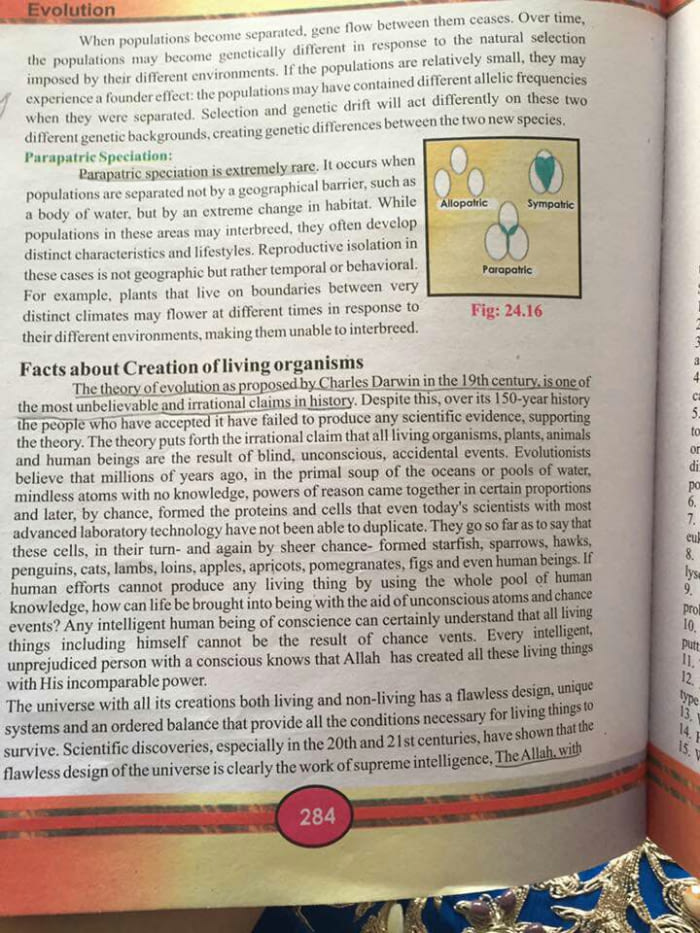 Evolution
When populations become separated, gene flow between them ceases. Over time,
the populations may become genetically different in response to the natural selection
imposed by their different environments. If the populations are relatively small, they may
experience a founder effect: the populations may have contained different allelic frequencies
when they were separated. Selection and genetic drift will act differently on these two
different genetic backgrounds, creating genetic differences between the two new species.
Parapatric Speciation:
Parapatric speciation is extremely rare. It occurs when
populations are separated not by a geographical barrier, such as
a body of water, but by an extreme change in habitat. While
populations in these areas may interbreed, they often develop
distinct characteristics and lifestyles. Reproductive isolation in
these cases is not geographic but rather temporal or behavioral.
For example, plants that live on boundaries between very
distinct climates may flower at different times in response to
their different environments, making them unable to interbreed.
Allopatric
Sympatric
Parapatric
Fig: 24.16
Facts about Creation of living organisms
The theory of evolution as proposed by Charles Darwin in the 19th century, is one of
the most unbelievable and irrational claims in history. Despite this, over its 150-year history
the people who have accepted it have failed to produce any scientific evidence, supporting
the theory. The theory puts forth the irrational claim that all living organisms, plants, animals
and human beings are the result of blind, unconscious, accidental events. Evolutionists
believe that millions of years ago, in the primal soup of the oceans or pools of water,
mindless atoms with no knowledge, powers of reason came together in certain proportions
and later, by chance, formed the proteins and cells that even today's scientists with most
advanced laboratory technology have not been able to duplicate. They go so far as to say that
these cells, in their turn- and again by sheer chance- formed starfish, sparrows, hawks,
penguins, cats, lambs, loins, apples, apricots, pomegranates, figs and even human beings. If
human efforts cannot produce any living thing by using the whole pool of human
knowledge, how can life be brought into being with the aid of unconscious atoms and chance
events? Any intelligent human being of conscience can certainly understand that all living
things including himself cannot be the result of chance vents. Every intelligent,
unprejudiced person with a conscious knows that Allah has created all these living things
with His incomparable power.
The universe with all its creations both living and non-living has a flawless design, unique
systems and an ordered balance that provide all the conditions necessary for living things to
survive. Scientific discoveries, especially in the 20th and 21st centuries, have shown that the
flawless design of the universe is clearly the work of supreme intelligence, The Allah, with
284
2
3
a
4
5.
to
or
di
po
6.
7.
8.
lys
9.
10.
putt
11.
12.
type
13.
14.
15.